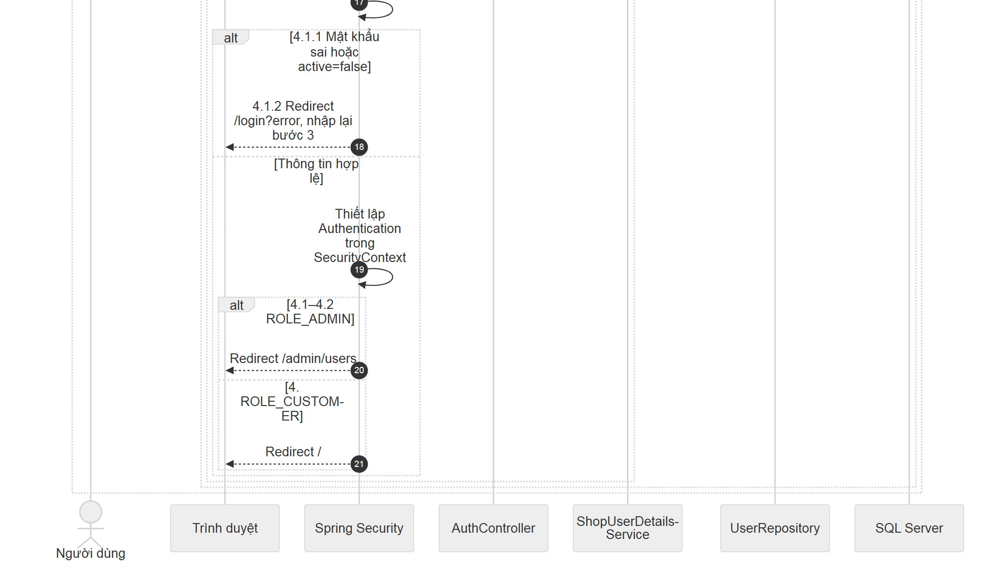 17
alt
[4.1.1 Mật khẩu
sai hoặc
active=false]
4.1.2 Redirect
/login?error, nhập lại
bước 3
18
[Thông tin hợp
lệ]
Thiết lập
Authentication
trong
SecurityContext
19
alt
[4.1–4.2
ROLE_ADMIN]
Redirect /admin/users
20
[4.
ROLE_CUSTOM-
ER]
Redirect /
21
Người dùng
Trình duyệt
Spring Security
AuthController
ShopUserDetails-
Service
UserRepository
SQL Server